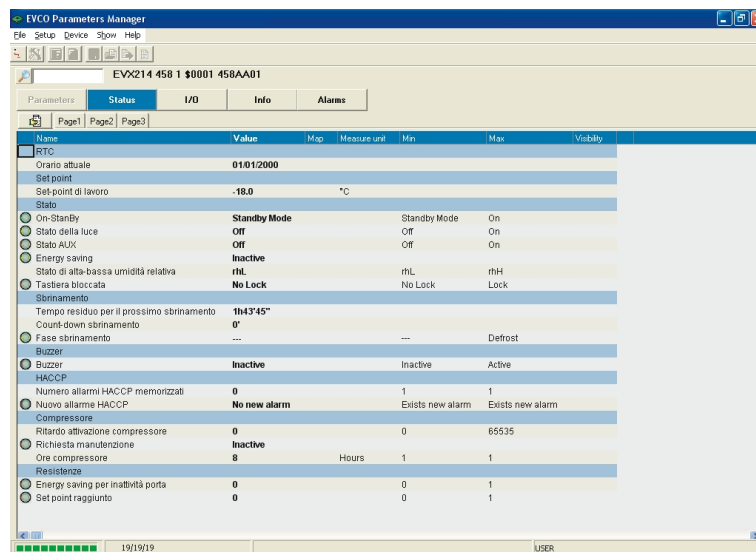 EVCO Parameters Manager
File Setup Device Show Help
EVX214 458 1 $0001 458AA01
Parameters Status I/O Info Alarms
Page1 Page2 Page3
Name Value Map Measure unit Min Max Visibility
RTC
Orario attuale 01/01/2000
Set point
Set-point di lavoro -18.0 °C
Stato
On-StanBy Standby Mode Standby Mode On
Stato della luce Off Off On
Stato AUX Off Off On
Energy saving Inactive
Stato di alta-bassa umidità relativa rhL rhL rhH
Tastiera bloccata No Lock No Lock Lock
Sbrinamento
Tempo residuo per il prossimo sbrinamento 1h43'45"
Count-down sbrinamento 0'
Fase sbrinamento --- --- Defrost
Buzzer
Buzzer Inactive Inactive Active
HACCP
Numero allarmi HACCP memorizzati 0 1 1
Nuovo allarme HACCP No new alarm Exists new alarm Exists new alarm
Compressore
Ritardo attivazione compressore 0 0 65535
Richiesta manutenzione Inactive
Ore compressore 8 Hours 1 1
Resistenze
Energy saving per inattività porta 0 0 1
Set point raggiunto 0 0 1
19/19/19 USER